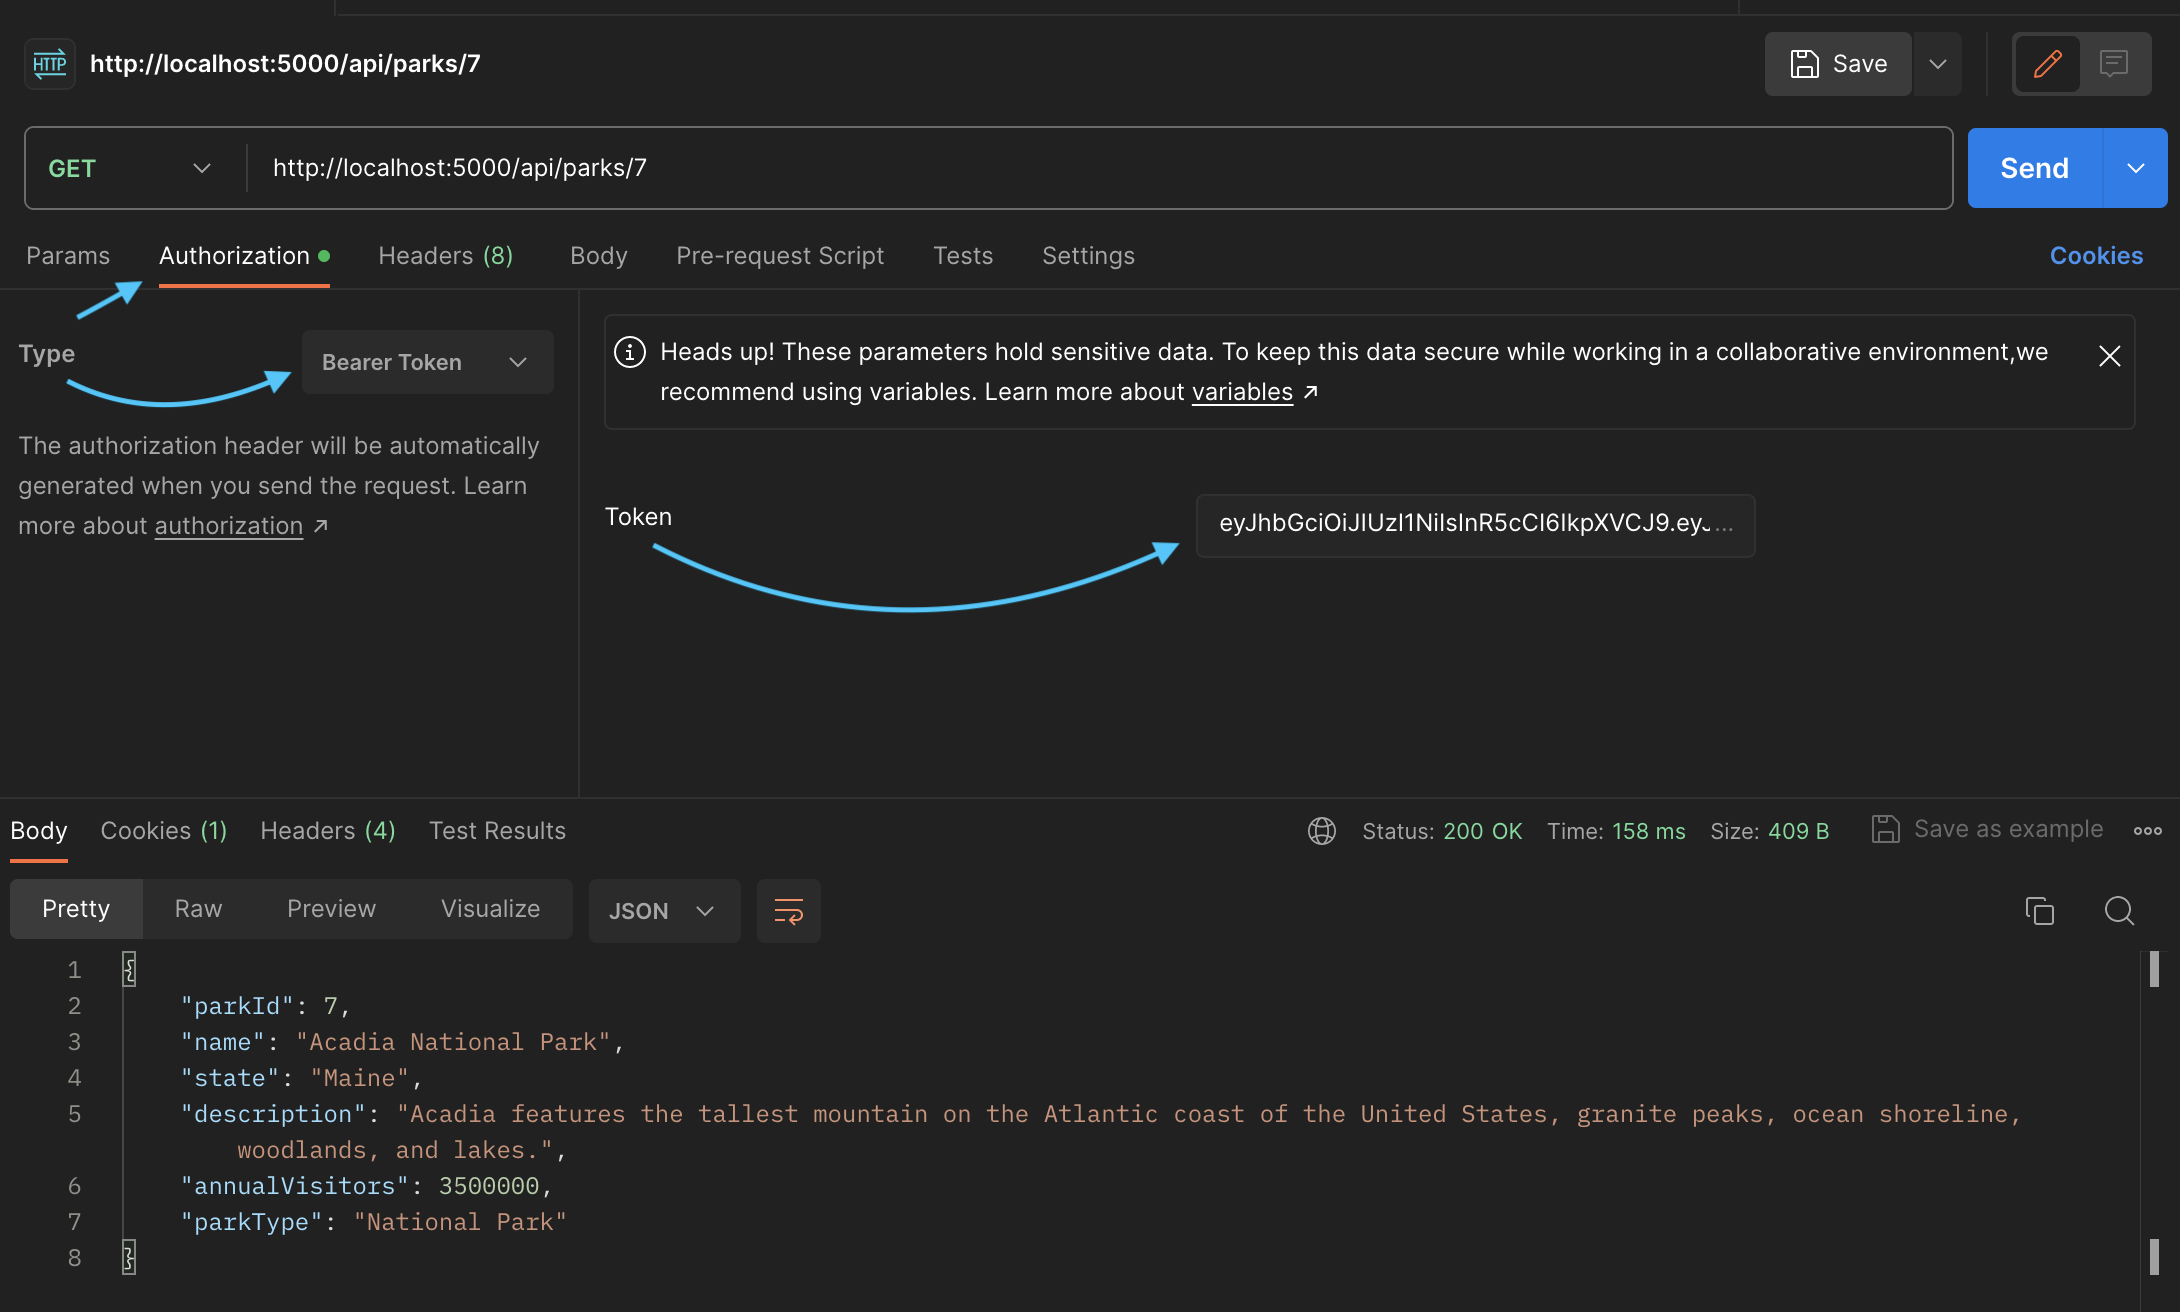 HTTP http://localhost:5000/api/parks/7 Save
GET http://localhost:5000/api/parks/7 Send
Params Authorization Headers (8) Body Pre-request Script Tests Settings Cookies
Type Bearer Token
The authorization header will be automatically
generated when you send the request. Learn
more about authorization ↗
Heads up! These parameters hold sensitive data. To keep this data secure while working in a collaborative environment,we
recommend using variables. Learn more about variables ↗
Token eyJhbGciOiJIUzI1NiIsInR5cCI6IkpXVCJ9.eyJ...
Body Cookies (1) Headers (4) Test Results Status: 200 OK Time: 158 ms Size: 409 B Save as example
Pretty Raw Preview Visualize JSON
1 {
2 "parkId": 7,
3 "name": "Acadia National Park",
4 "state": "Maine",
5 "description": "Acadia features the tallest mountain on the Atlantic coast of the United States, granite peaks, ocean shoreline,
woodlands, and lakes.",
6 "annualVisitors": 3500000,
7 "parkType": "National Park"
8 }